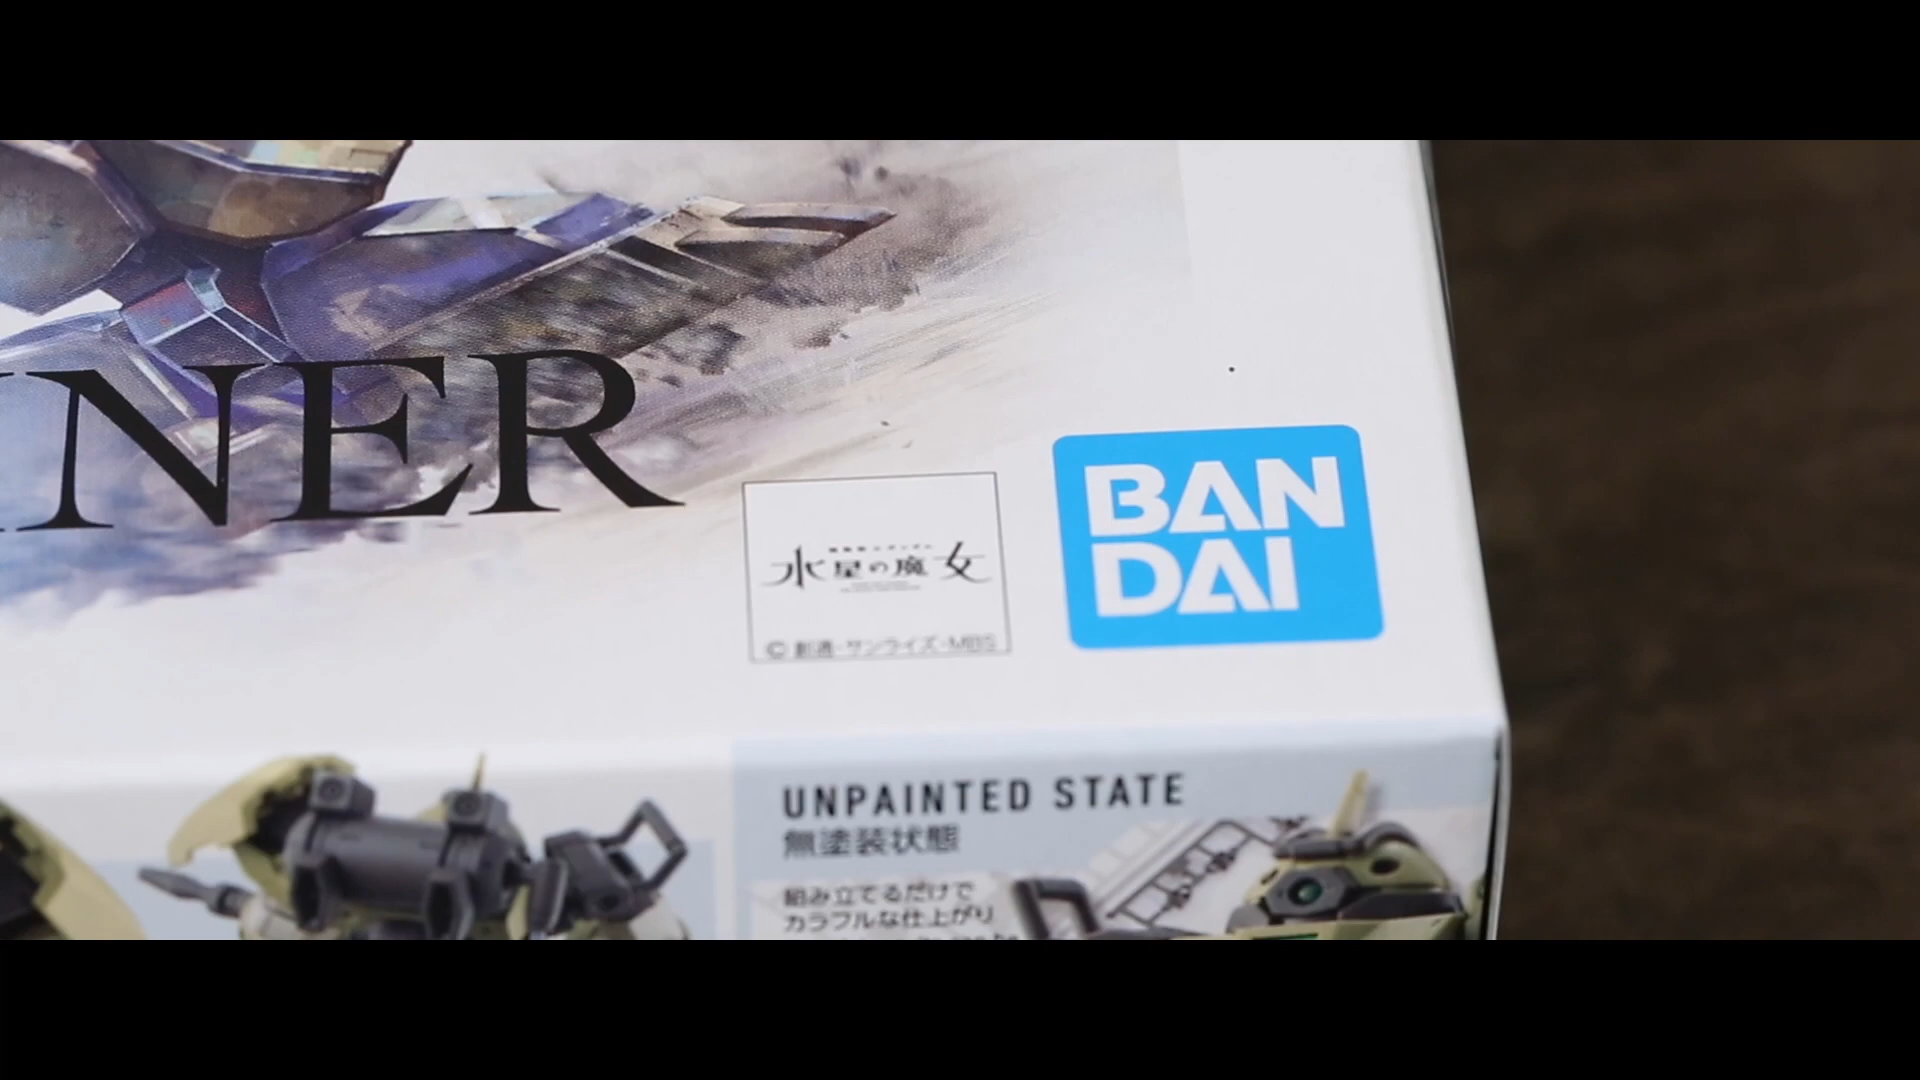 NER
水星の魔女
© 創通・サンライズ・MBS
BAN
DAI
UNPAINTED STATE
無塗装状態
組み立てるだけで
カラフルな仕上がり